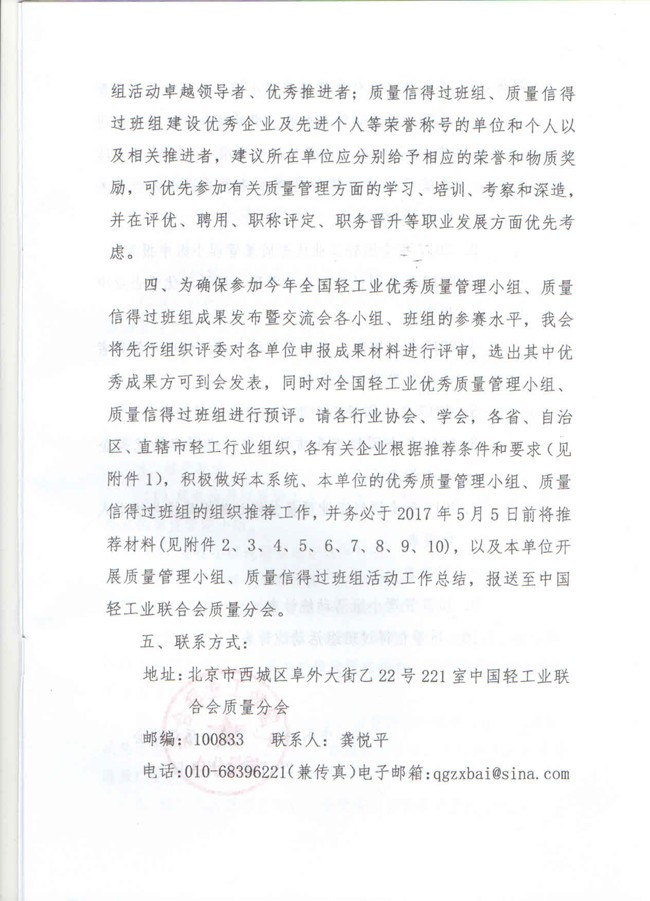 组活动卓越领导者、优秀推进者；质量信得过班组、质量信得
过班组建设优秀企业及先进个人等荣誉称号的单位和个人以
及相关推进者，建议所在单位应分别给予相应的荣誉和物质奖
励，可优先参加有关质量管理方面的学习、培训、考察和深造，
并在评优、聘用、职称评定、职务晋升等职业发展方面优先考
虑。
四、为确保参加今年全国轻工业优秀质量管理小组、质量
信得过班组成果发布暨交流会各小组、班组的参赛水平，我会
将先行组织评委对各单位申报成果材料进行评审，选出其中优
秀成果方可到会发表，同时对全国轻工业优秀质量管理小组、
质量信得过班组进行预评。请各行业协会、学会，各省、自治
区、直辖市轻工行业组织，各有关企业根据推荐条件和要求（见
附件1），积极做好本系统、本单位的优秀质量管理小组、质量
信得过班组的组织推荐工作，并务必于2017年5月5日前将推
荐材料(见附件2、3、4、5、6、7、8、9、10)，以及本单位开
展质量管理小组、质量信得过班组活动工作总结，报送至中国
轻工业联合会质量分会。
五、联系方式：
地址：北京市西城区阜外大街乙22号221室中国轻工业联
合会质量分会
邮编：100833 联系人：龚悦平
电话:010-68396221(兼传真)电子邮箱:qgzxbai@sina.com